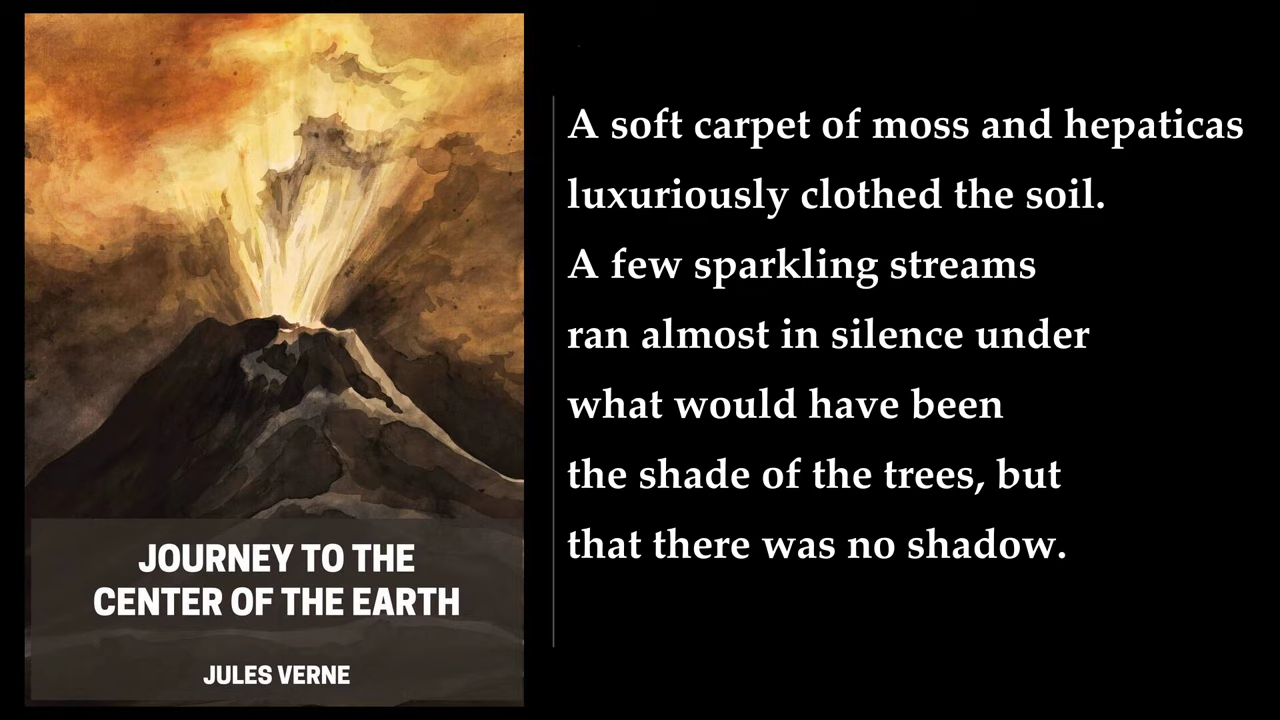 JOURNEY TO THE
CENTER OF THE EARTH
JULES VERNE
A soft carpet of moss and hepaticas
luxuriously clothed the soil.
A few sparkling streams
ran almost in silence under
what would have been
the shade of the trees, but
that there was no shadow.